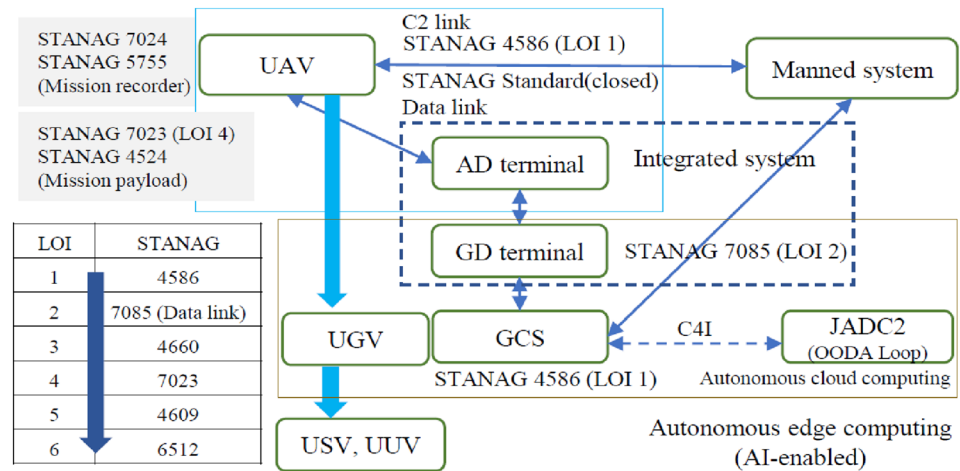 STANAG 7024
STANAG 5755
(Mission recorder)
C2 link
STANAG 4586 (LOI 1)
UAV
Manned system
STANAG Standard(closed)
Data link
STANAG 7023 (LOI 4)
STANAG 4524
(Mission payload)
AD terminal
Integrated system
GD terminal
STANAG 7085 (LOI 2)
LOI STANAG
1 4586
2 7085 (Data link)
3 4660
4 7023
5 4609
6 6512
UGV
GCS
C4I
JADC2
(OODA Loop)
STANAG 4586 (LOI 1)
Autonomous cloud computing
USV, UUV
Autonomous edge computing
(AI-enabled)